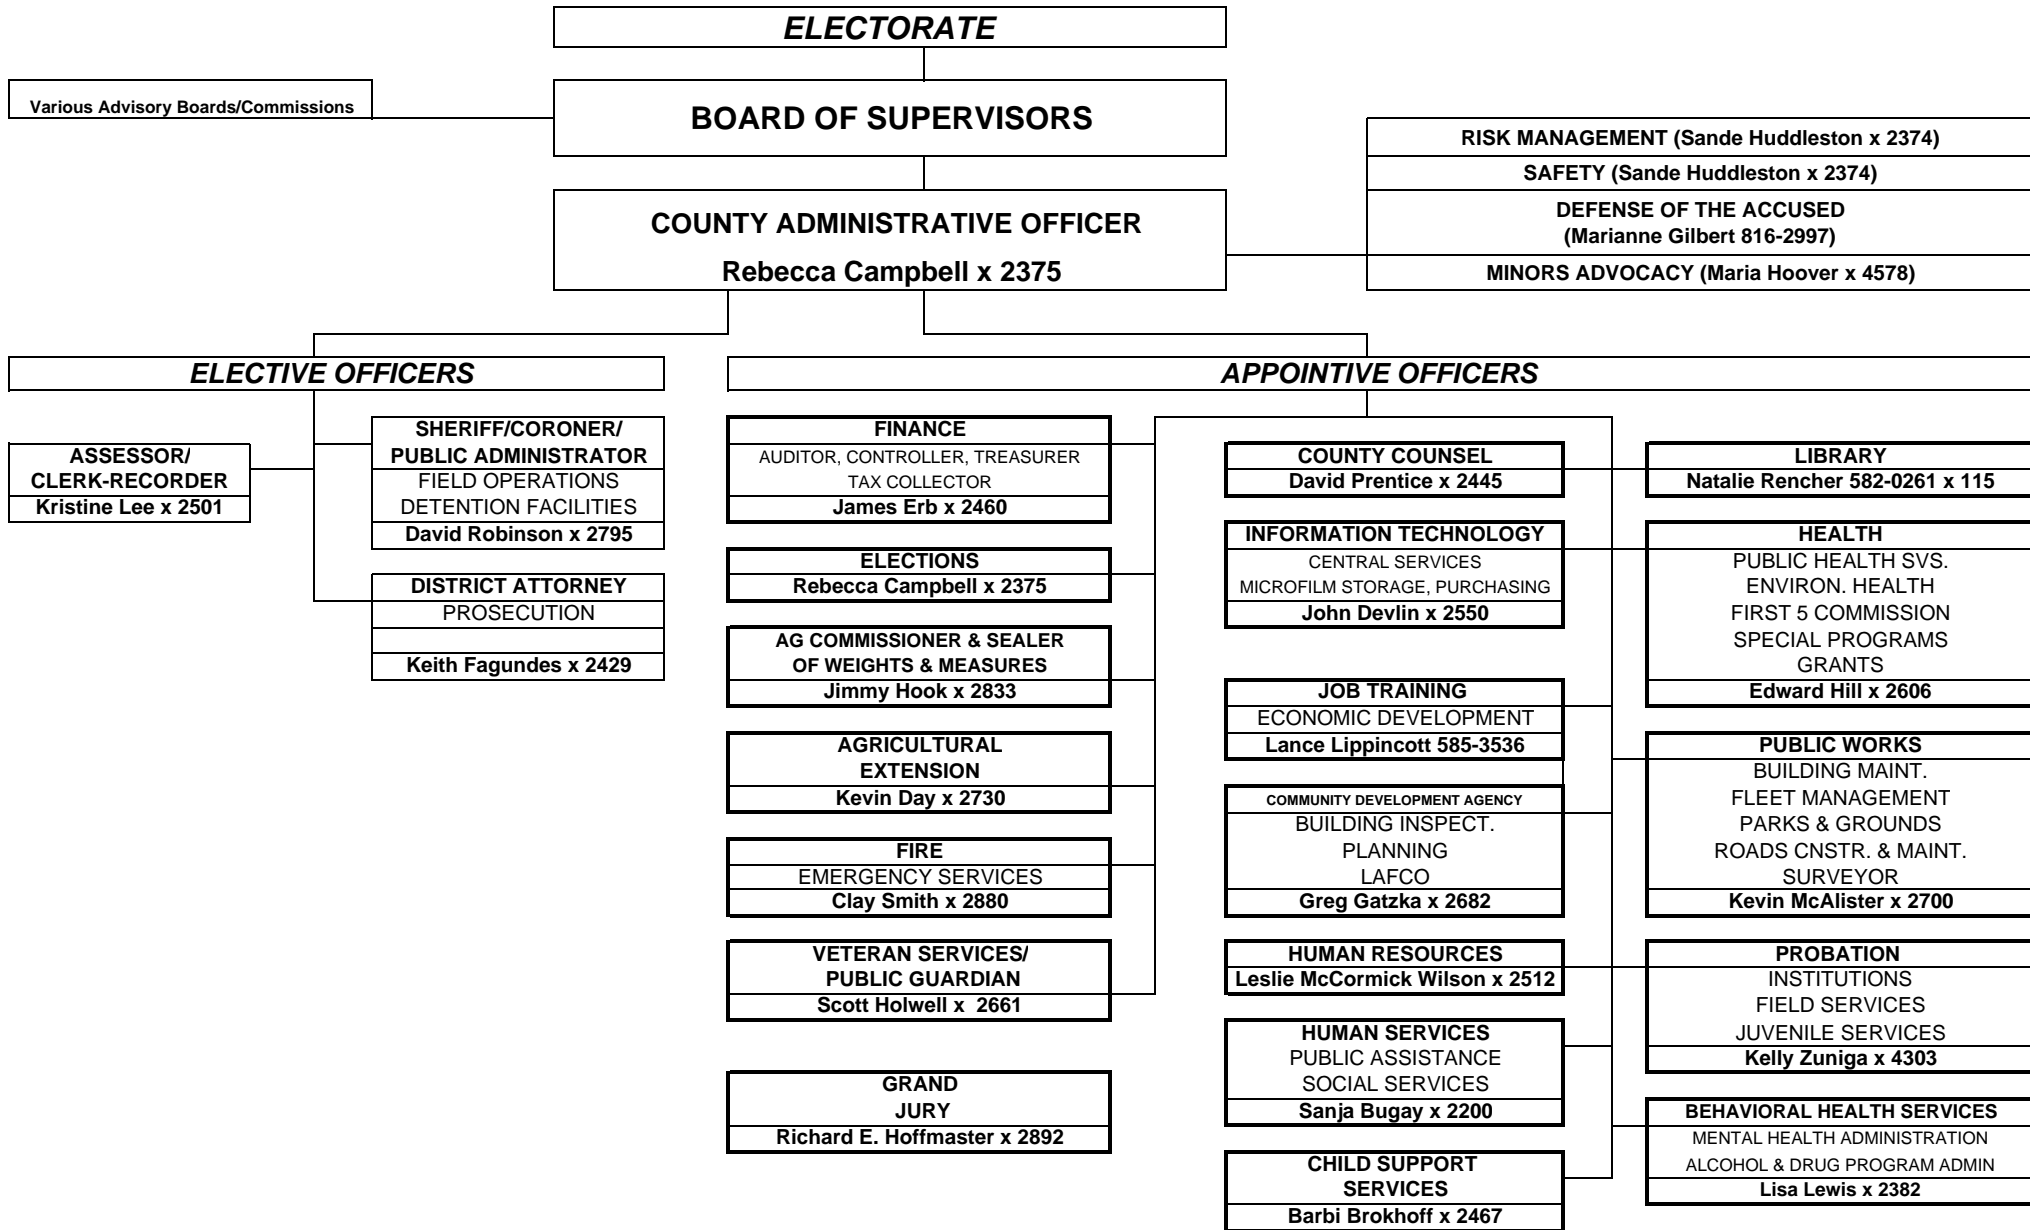 ELECTORATE
Various Advisory Boards/Commissions
BOARD OF SUPERVISORS
RISK MANAGEMENT (Sande Huddleston x 2374)
SAFETY (Sande Huddleston x 2374)
DEFENSE OF THE ACCUSED
(Marianne Gilbert 816-2997)
MINORS ADVOCACY (Maria Hoover x 4578)
COUNTY ADMINISTRATIVE OFFICER
Rebecca Campbell x 2375
ELECTIVE OFFICERS
ASSESSOR/
CLERK-RECORDER
Kristine Lee x 2501
SHERIFF/CORONER/
PUBLIC ADMINISTRATOR
FIELD OPERATIONS
DETENTION FACILITIES
David Robinson x 2795
DISTRICT ATTORNEY
PROSECUTION
Keith Fagundes x 2429
APPOINTIVE OFFICERS
FINANCE
AUDITOR, CONTROLLER, TREASURER
TAX COLLECTOR
James Erb x 2460
ELECTIONS
Rebecca Campbell x 2375
AG COMMISSIONER & SEALER
OF WEIGHTS & MEASURES
Jimmy Hook x 2833
AGRICULTURAL
EXTENSION
Kevin Day x 2730
FIRE
EMERGENCY SERVICES
Clay Smith x 2880
VETERAN SERVICES/
PUBLIC GUARDIAN
Scott Holwell x  2661
GRAND
JURY
Richard E. Hoffmaster x 2892
COUNTY COUNSEL
David Prentice x 2445
INFORMATION TECHNOLOGY
CENTRAL SERVICES
MICROFILM STORAGE, PURCHASING
John Devlin x 2550
JOB TRAINING
ECONOMIC DEVELOPMENT
Lance Lippincott 585-3536
COMMUNITY DEVELOPMENT AGENCY
BUILDING INSPECT.
PLANNING
LAFCO
Greg Gatzka x 2682
HUMAN RESOURCES
Leslie McCormick Wilson x 2512
HUMAN SERVICES
PUBLIC ASSISTANCE
SOCIAL SERVICES
Sanja Bugay x 2200
CHILD SUPPORT
SERVICES
Barbi Brokhoff x 2467
LIBRARY
Natalie Rencher 582-0261 x 115
HEALTH
PUBLIC HEALTH SVS.
ENVIRON. HEALTH
FIRST 5 COMMISSION
SPECIAL PROGRAMS
GRANTS
Edward Hill x 2606
PUBLIC WORKS
BUILDING MAINT.
FLEET MANAGEMENT
PARKS & GROUNDS
ROADS CNSTR. & MAINT.
SURVEYOR
Kevin McAlister x 2700
PROBATION
INSTITUTIONS
FIELD SERVICES
JUVENILE SERVICES
Kelly Zuniga x 4303
BEHAVIORAL HEALTH SERVICES
MENTAL HEALTH ADMINISTRATION
ALCOHOL & DRUG PROGRAM ADMIN
Lisa Lewis x 2382